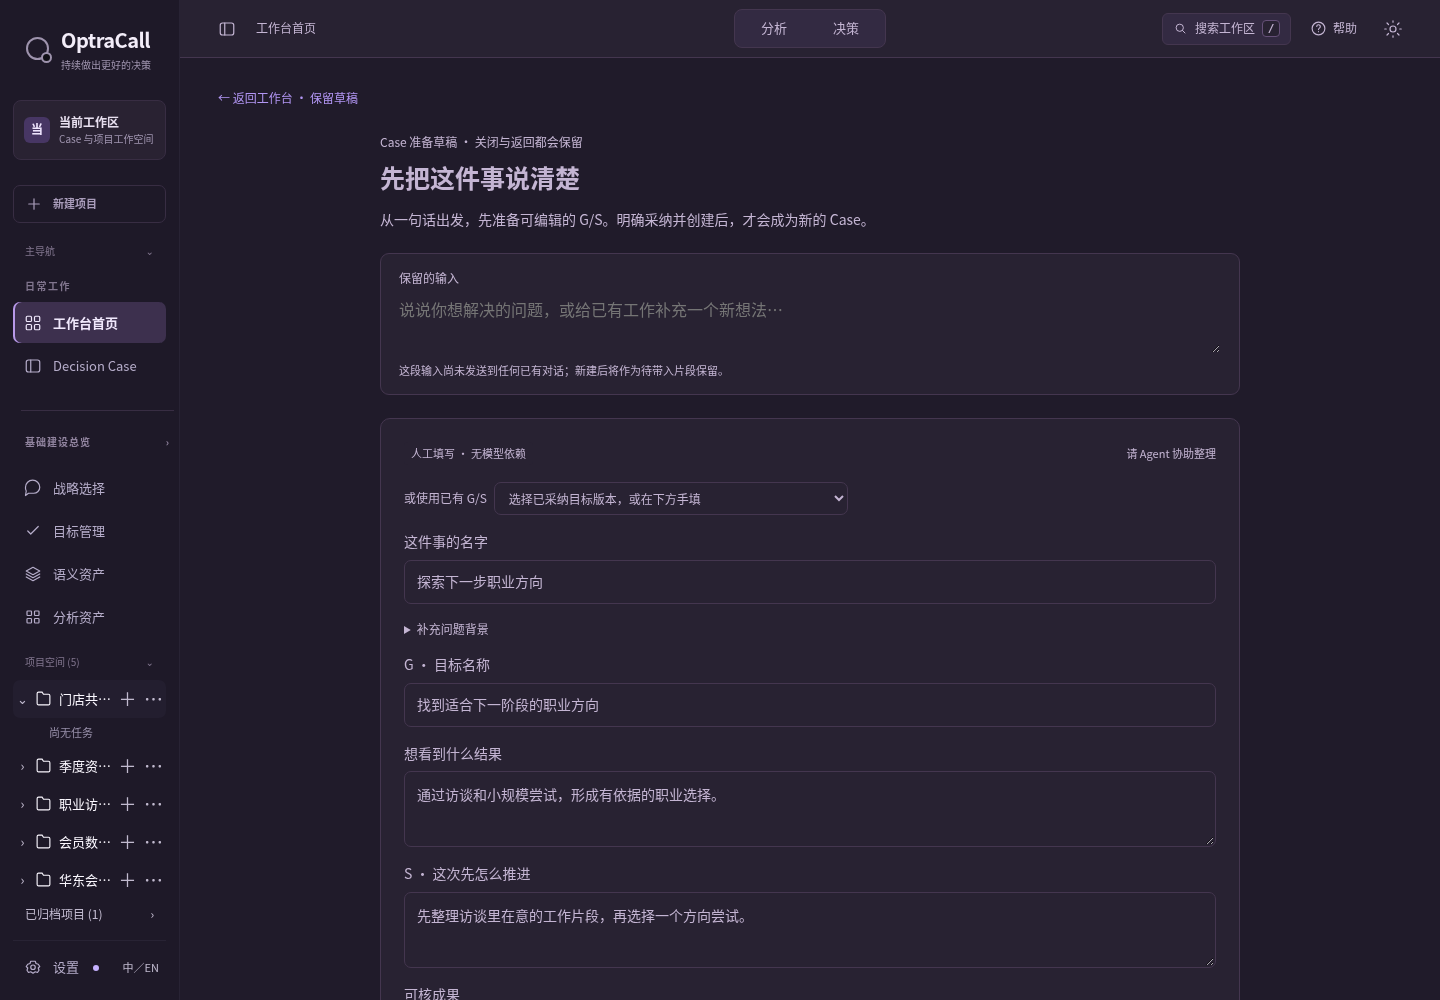 OptraCall
持续做出更好的决策
当
当前工作区
Case 与项目工作空间
新建项目
主导航
日常工作
工作台首页
Decision Case
基础建设总览
战略选择
目标管理
语义资产
分析资产
项目空间 (5)
门店共…
尚无任务
季度资…
职业访…
会员数…
华东会…
已归档项目 (1)
设置
中／EN
工作台首页
分析
决策
搜索工作区 /
帮助
← 返回工作台 · 保留草稿
Case 准备草稿 · 关闭与返回都会保留
先把这件事说清楚
从一句话出发，先准备可编辑的 G/S。明确采纳并创建后，才会成为新的 Case。
保留的输入
说说你想解决的问题，或给已有工作补充一个新想法…
这段输入尚未发送到任何已有对话；新建后将作为待带入片段保留。
人工填写 · 无模型依赖
请 Agent 协助整理
或使用已有 G/S 选择已采纳目标版本，或在下方手填
这件事的名字
探索下一步职业方向
补充问题背景
G · 目标名称
找到适合下一阶段的职业方向
想看到什么结果
通过访谈和小规模尝试，形成有依据的职业选择。
S · 这次先怎么推进
先整理访谈里在意的工作片段，再选择一个方向尝试。
可核成果